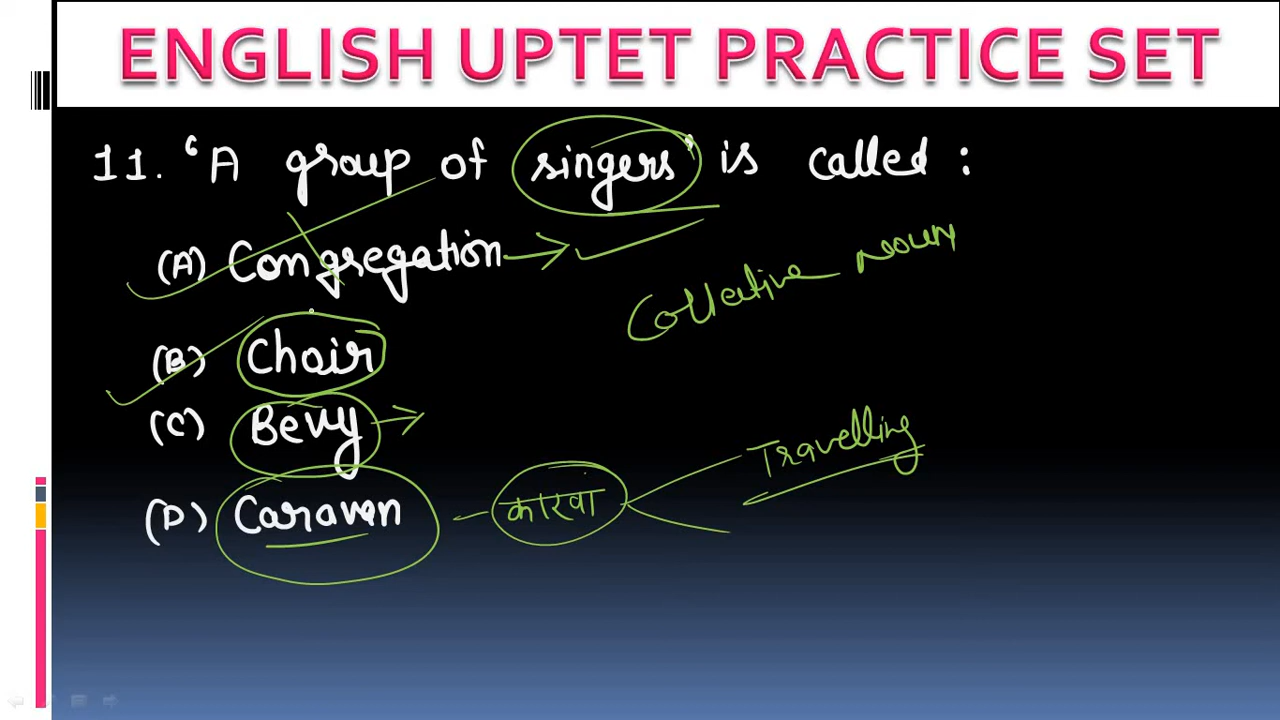 ENGLISH UPTET PRACTICE SET
11. ‘A group of singers’ is called :
(A) Congregation
Collective noun
(B) Choir
(C) Bevy
Travelling
(D) Caravan कारवां